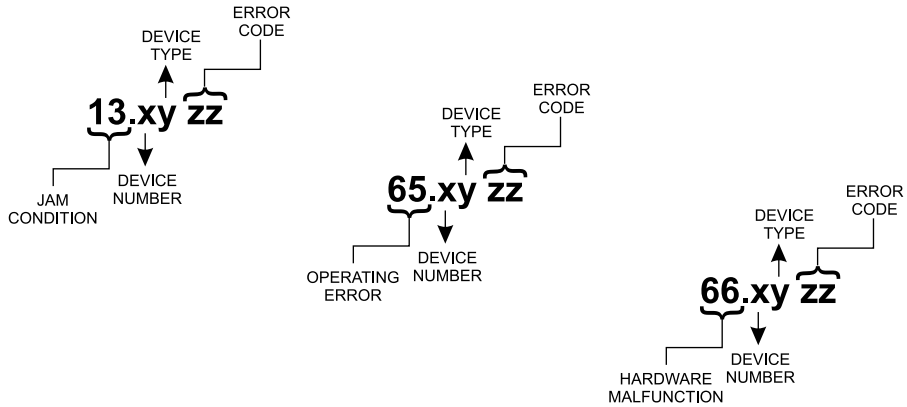 ERROR
CODE
DEVICE
TYPE
13.xy zz
JAM
CONDITION
DEVICE
NUMBER
ERROR
CODE
DEVICE
TYPE
65.xy zz
OPERATING
ERROR
DEVICE
NUMBER
ERROR
CODE
DEVICE
TYPE
66.xy zz
HARDWARE
MALFUNCTION
DEVICE
NUMBER